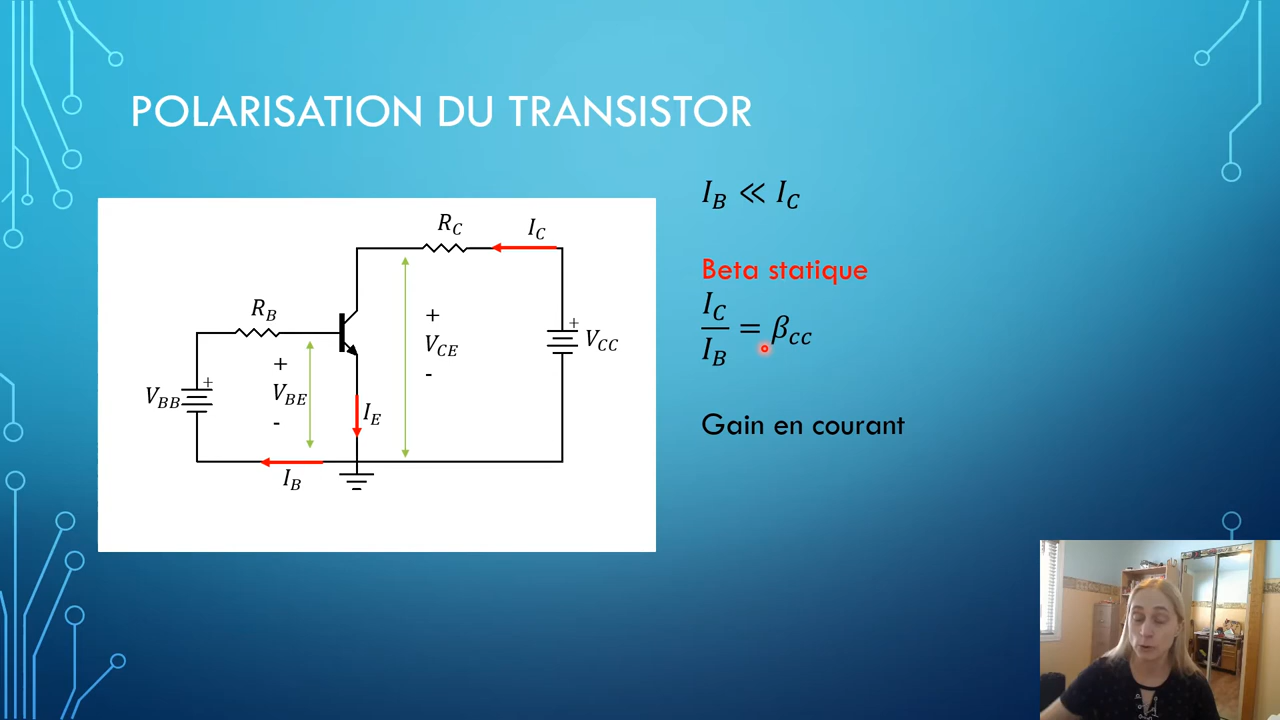 POLARISATION DU TRANSISTOR
R_C
I_C
R_B
+
V_CE
-
+
V_CC
+
V_BE
-
+
V_BB
I_E
I_B
I_B ≪ I_C
Beta statique
I_C / I_B = β_CC
Gain en courant